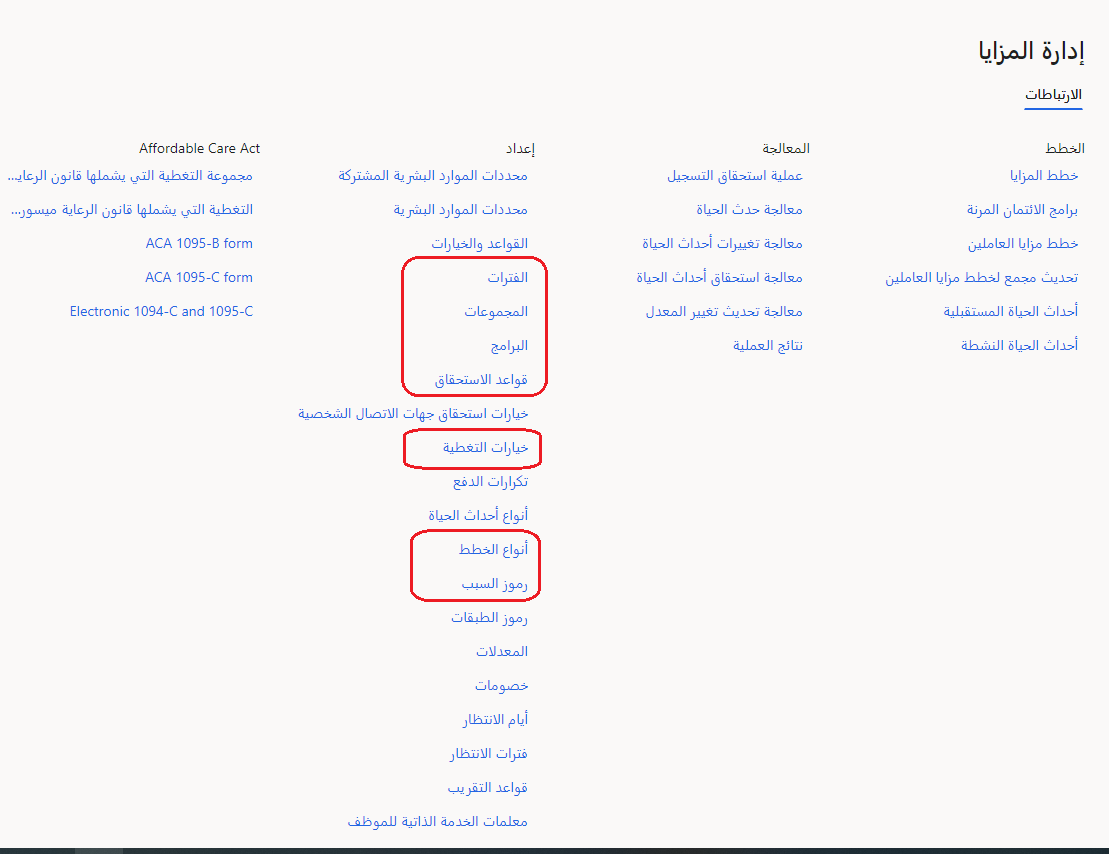 إدارة المزايا
الارتباطات
الخطط
خطط المزايا
برامج الائتمان المرنة
خطط مزايا العاملين
تحديث مجمع لخطط مزايا العاملين
أحداث الحياة المستقبلية
أحداث الحياة النشطة
المعالجة
عملية استحقاق التسجيل
معالجة حدث الحياة
معالجة تغييرات أحداث الحياة
معالجة استحقاق أحداث الحياة
معالجة تحديث تغيير المعدل
نتائج العملية
إعداد
محددات الموارد البشرية المشتركة
محددات الموارد البشرية
القواعد والخيارات
الفترات
المجموعات
البرامج
قواعد الاستحقاق
خيارات استحقاق جهات الاتصال الشخصية
خيارات التغطية
تكرارات الدفع
أنواع أحداث الحياة
أنواع الخطط
رموز السبب
رموز الطبقات
المعدلات
خصومات
أيام الانتظار
فترات الانتظار
قواعد التقريب
معلمات الخدمة الذاتية للموظف
Affordable Care Act
مجموعة التغطية التي يشملها قانون الرعاي...
التغطية التي يشملها قانون الرعاية ميسور...
ACA 1095-B form
ACA 1095-C form
Electronic 1094-C and 1095-C